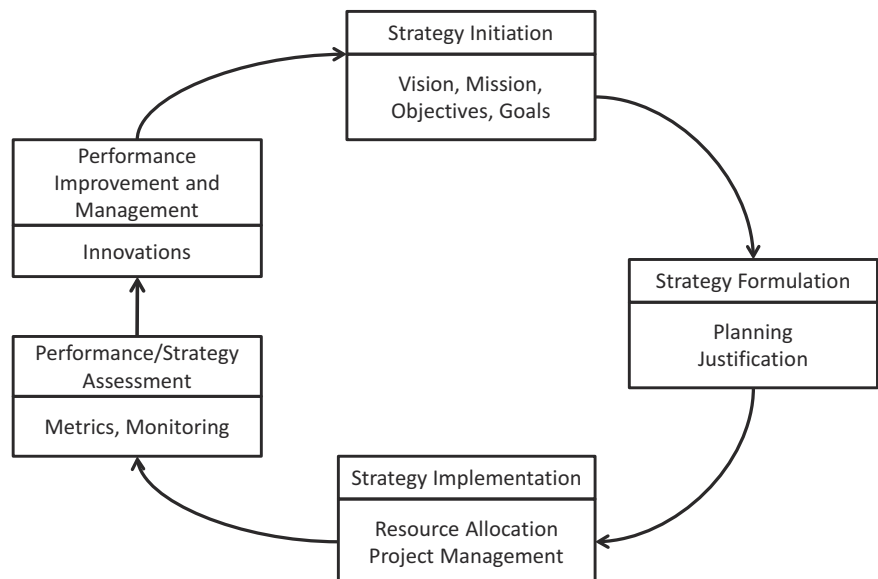 Strategy Initiation
Vision, Mission,
Objectives, Goals
Strategy Formulation
Planning
Justification
Strategy Implementation
Resource Allocation
Project Management
Performance/Strategy
Assessment
Metrics, Monitoring
Performance
Improvement and
Management
Innovations